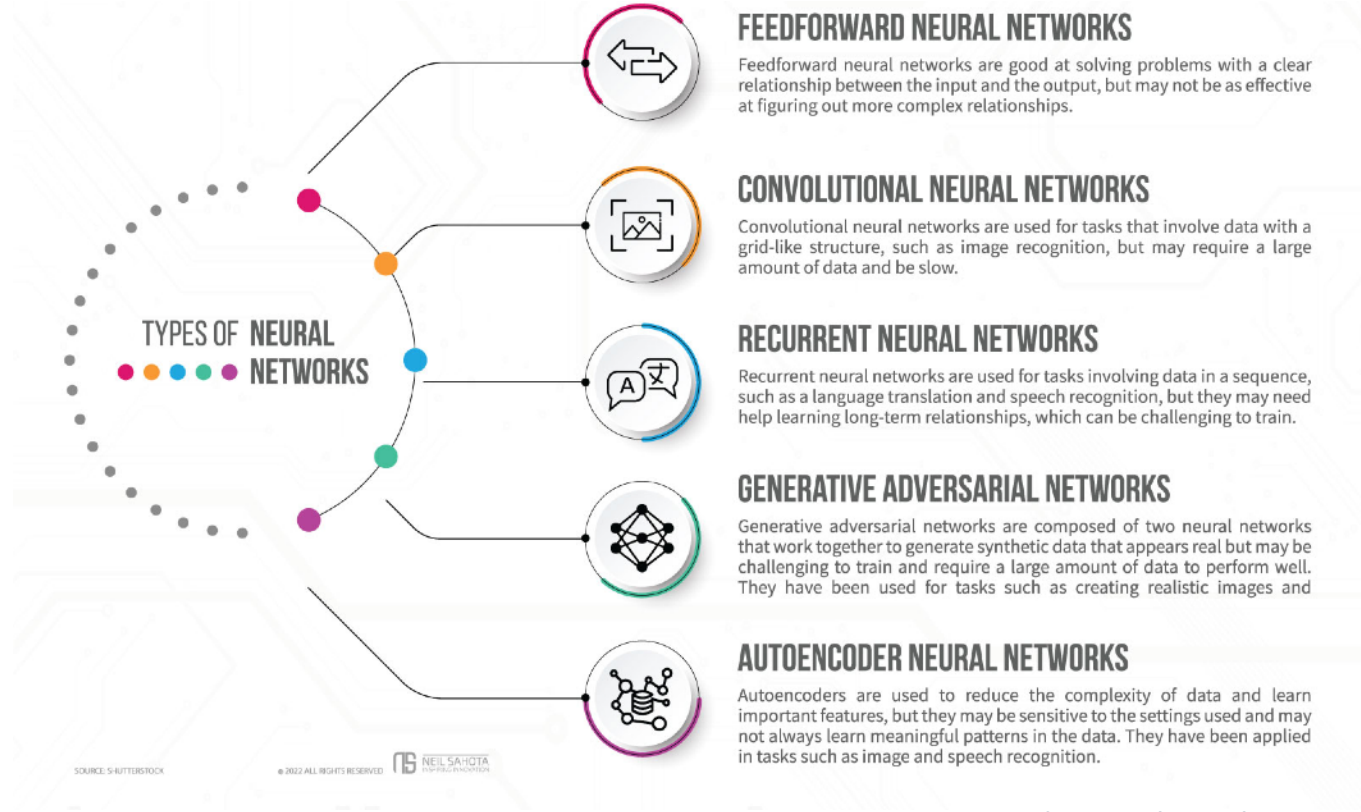 FEEDFORWARD NEURAL NETWORKS
Feedforward neural networks are good at solving problems with a clear
relationship between the input and the output, but may not be as effective
at figuring out more complex relationships.
CONVOLUTIONAL NEURAL NETWORKS
Convolutional neural networks are used for tasks that involve data with a
grid-like structure, such as image recognition, but may require a large
amount of data and be slow.
TYPES OF NEURAL
NETWORKS
RECURRENT NEURAL NETWORKS
Recurrent neural networks are used for tasks involving data in a sequence,
such as a language translation and speech recognition, but they may need
help learning long-term relationships, which can be challenging to train.
A 文
GENERATIVE ADVERSARIAL NETWORKS
Generative adversarial networks are composed of two neural networks
that work together to generate synthetic data that appears real but may be
challenging to train and require a large amount of data to perform well.
They have been used for tasks such as creating realistic images and
AUTOENCODER NEURAL NETWORKS
Autoencoders are used to reduce the complexity of data and learn
important features, but they may be sensitive to the settings used and may
not always learn meaningful patterns in the data. They have been applied
in tasks such as image and speech recognition.
SOURCE: SHUTTERSTOCK
© 2022 ALL RIGHTS RESERVED
NS NEIL SAHOTA
INSPIRING INNOVATION